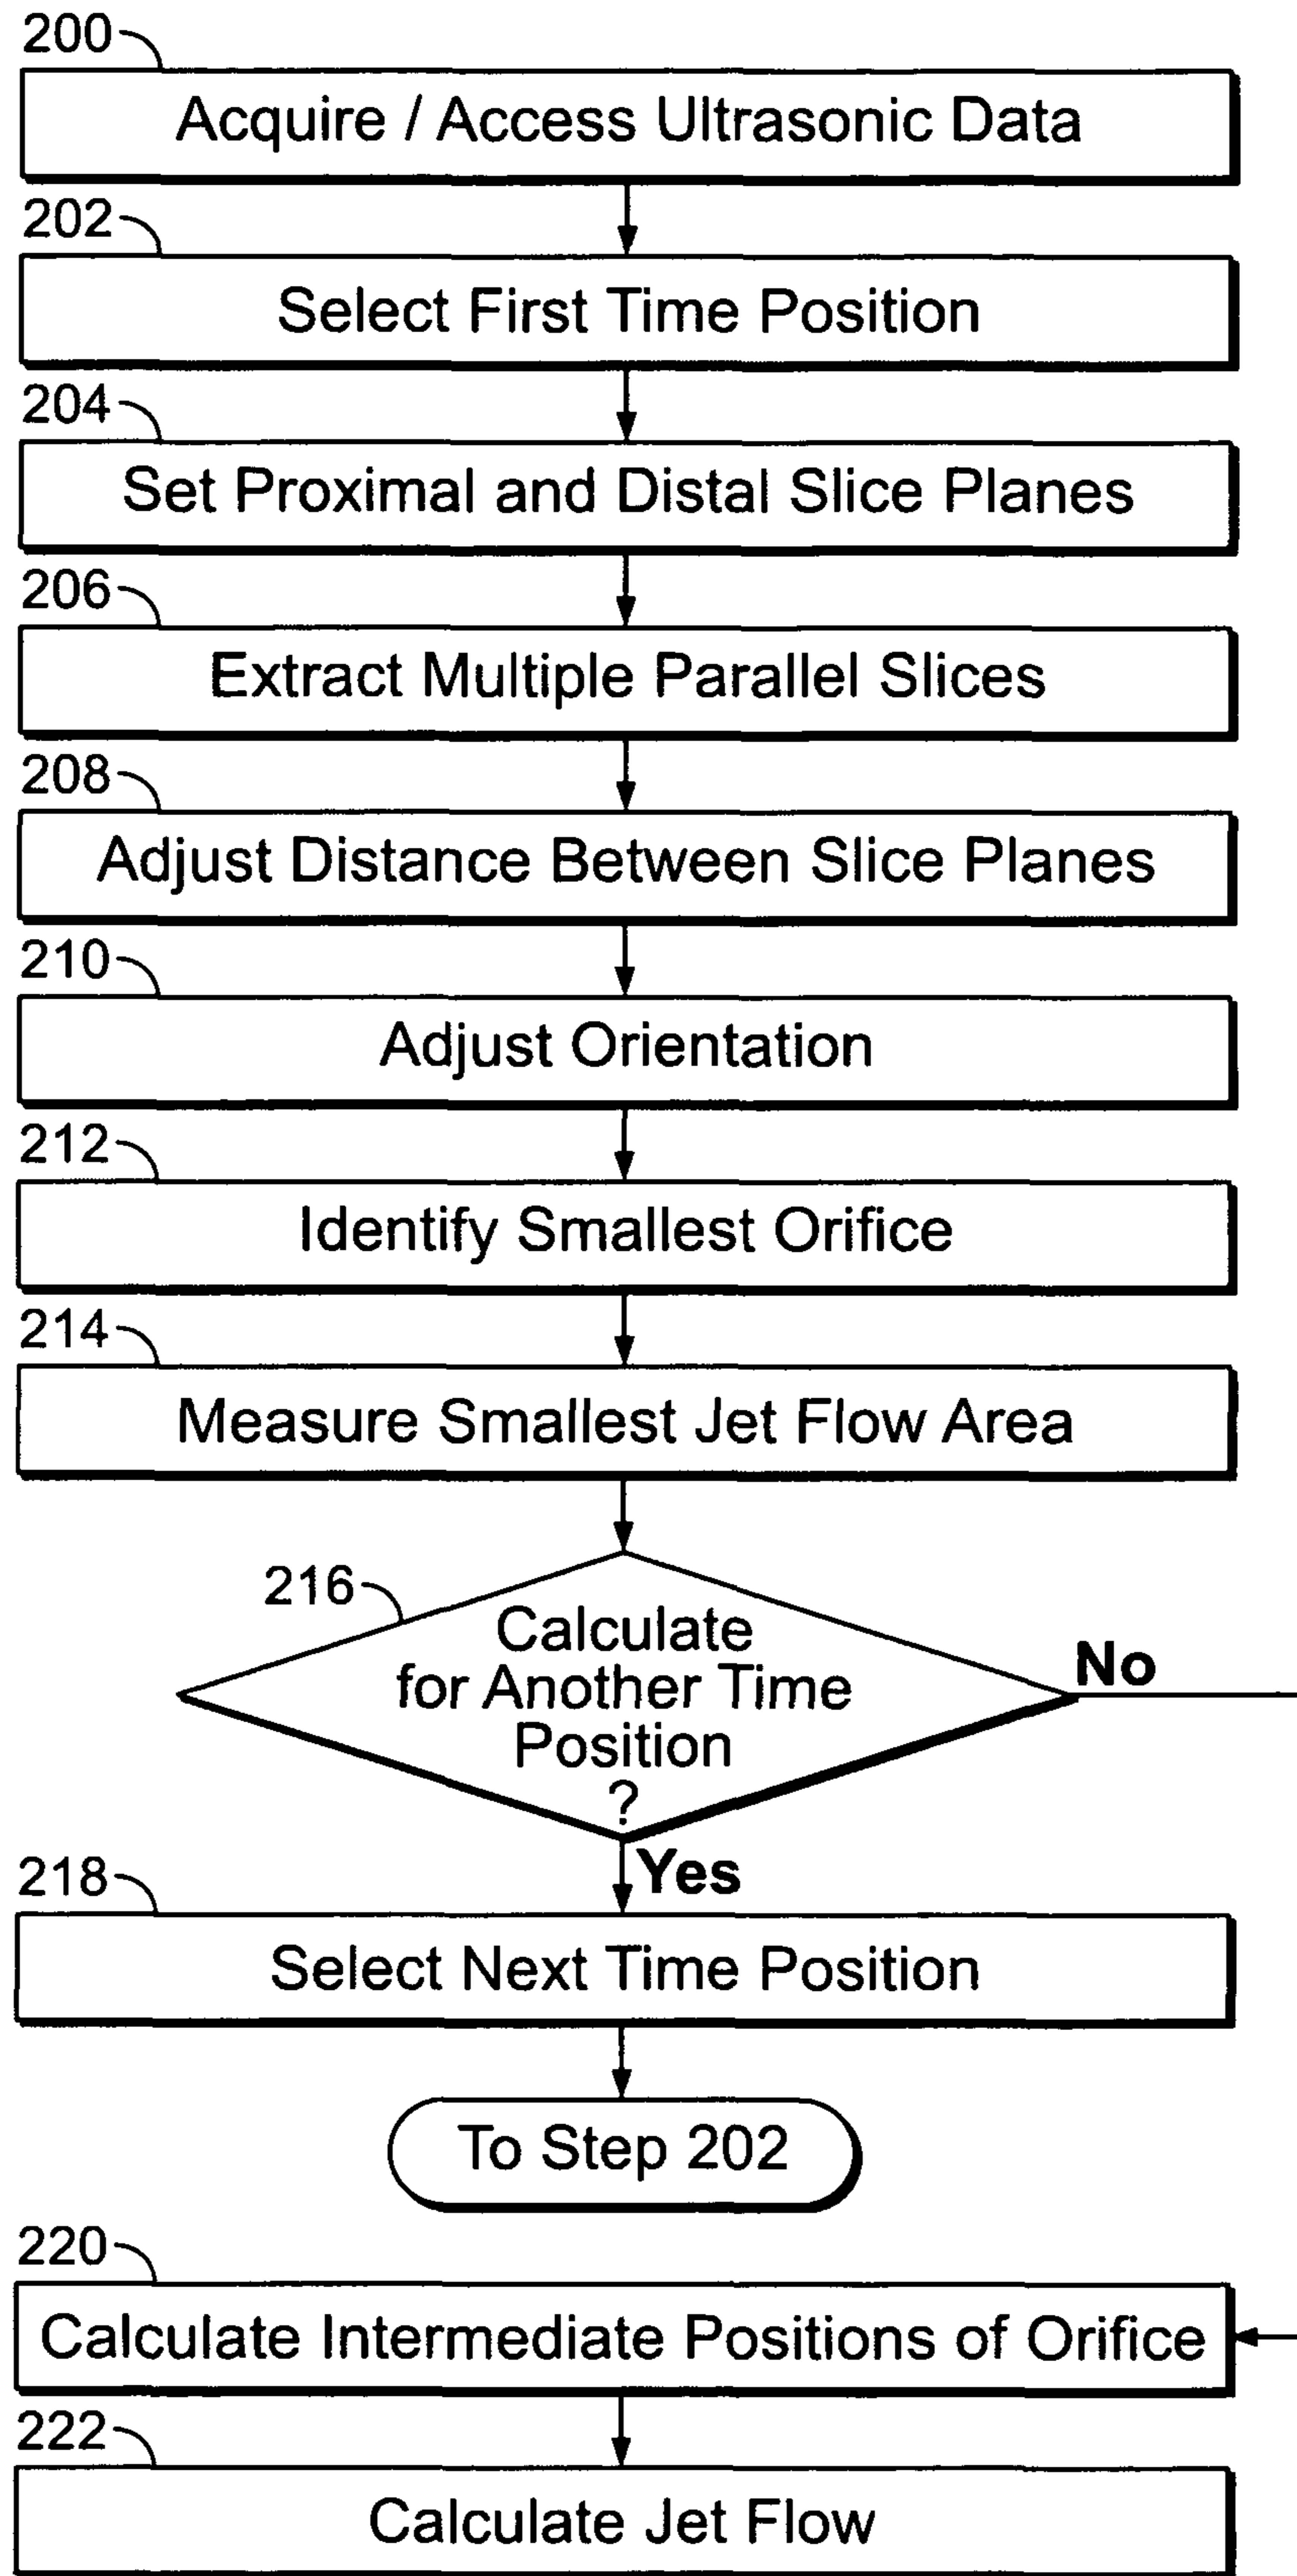 200
Acquire / Access Ultrasonic Data
202
Select First Time Position
204
Set Proximal and Distal Slice Planes
206
Extract Multiple Parallel Slices
208
Adjust Distance Between Slice Planes
210
Adjust Orientation
212
Identify Smallest Orifice
214
Measure Smallest Jet Flow Area
216
Calculate
for Another Time
Position
?
No
Yes
218
Select Next Time Position
To Step 202
220
Calculate Intermediate Positions of Orifice
222
Calculate Jet Flow